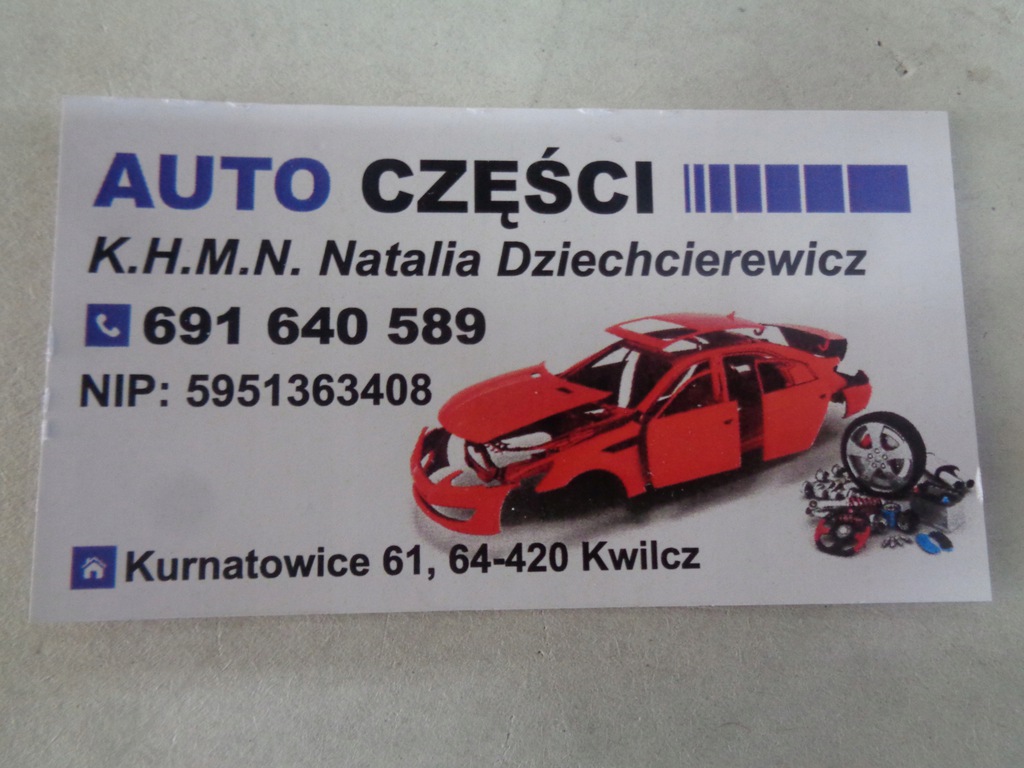 AUTO CZĘŚCI
K.H.M.N. Natalia Dziechcierewicz
691 640 589
NIP: 5951363408
Kurnatowice 61, 64-420 Kwilcz